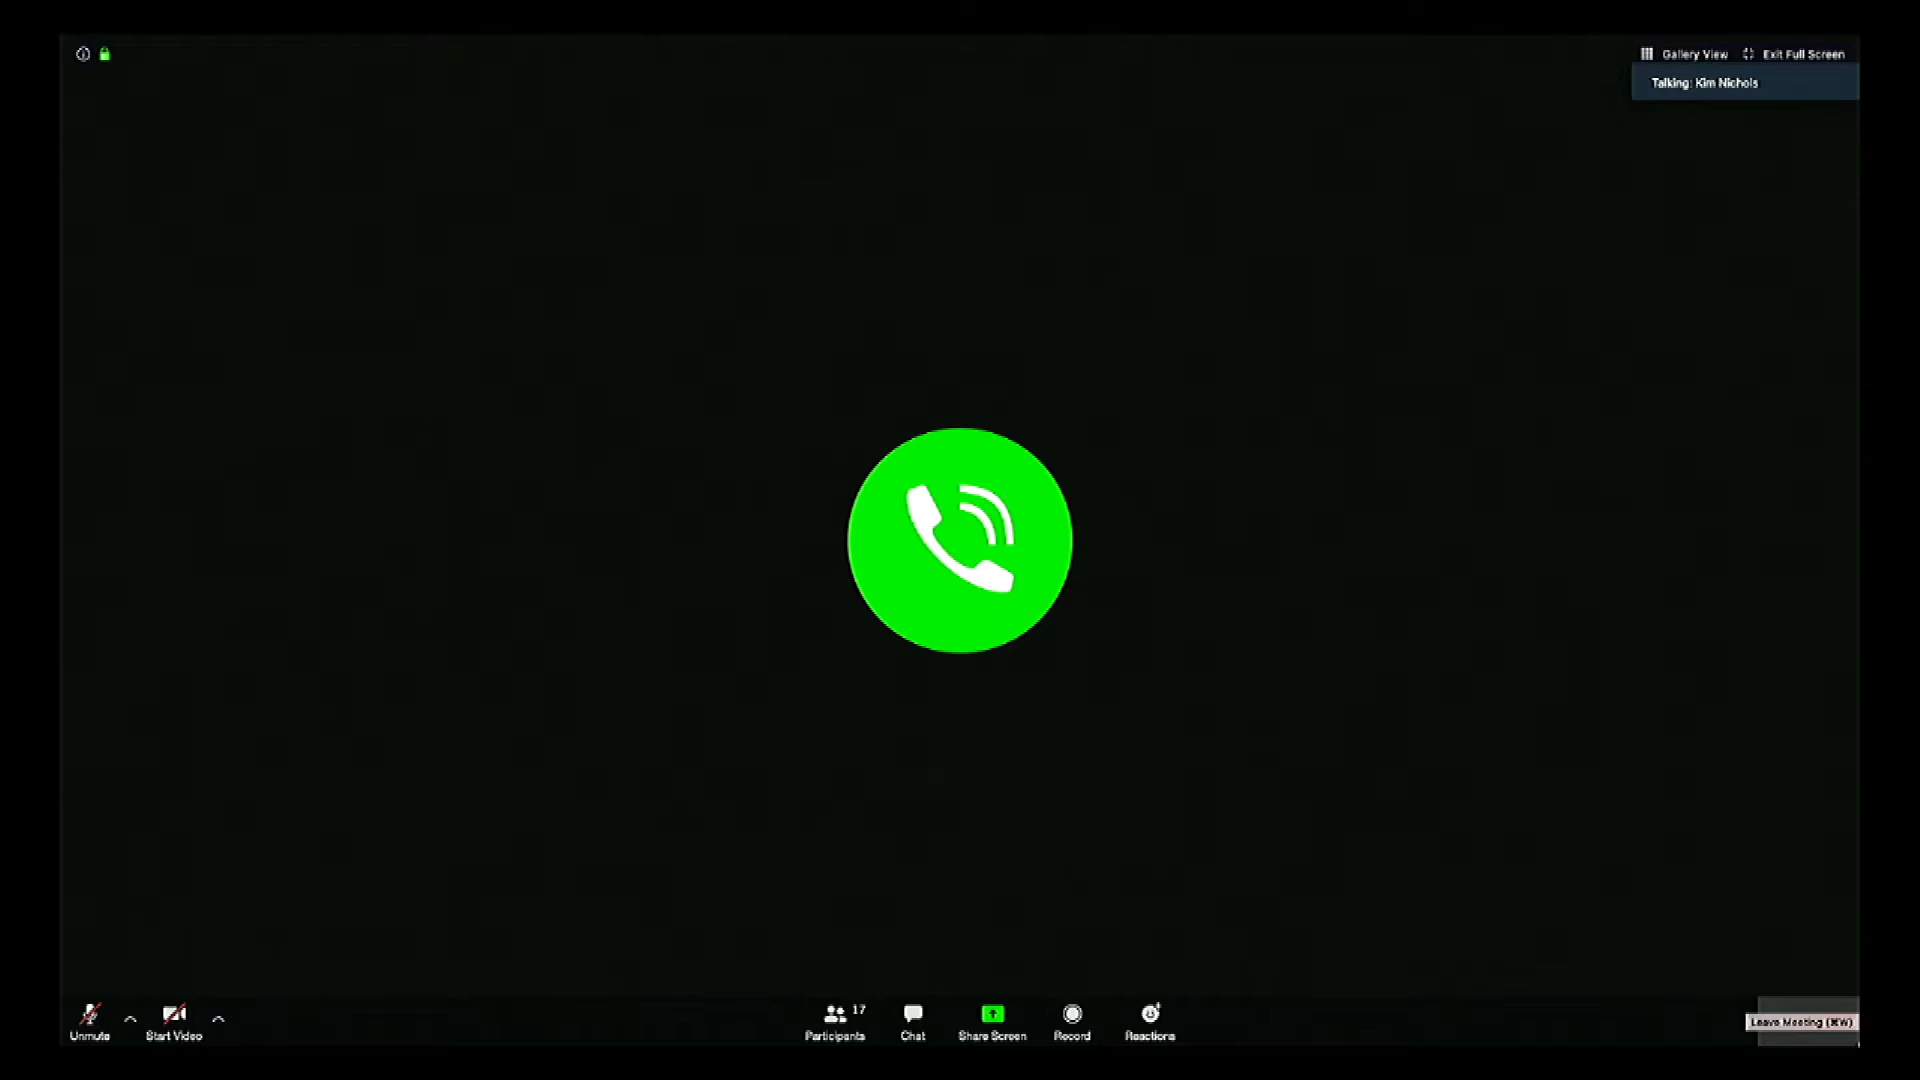 Gallery View Exit Full Screen
Talking: Kim Nichols
17
Unmute Start Video Participants Chat Share Screen Record Reactions
Leave Meeting (⌘W)